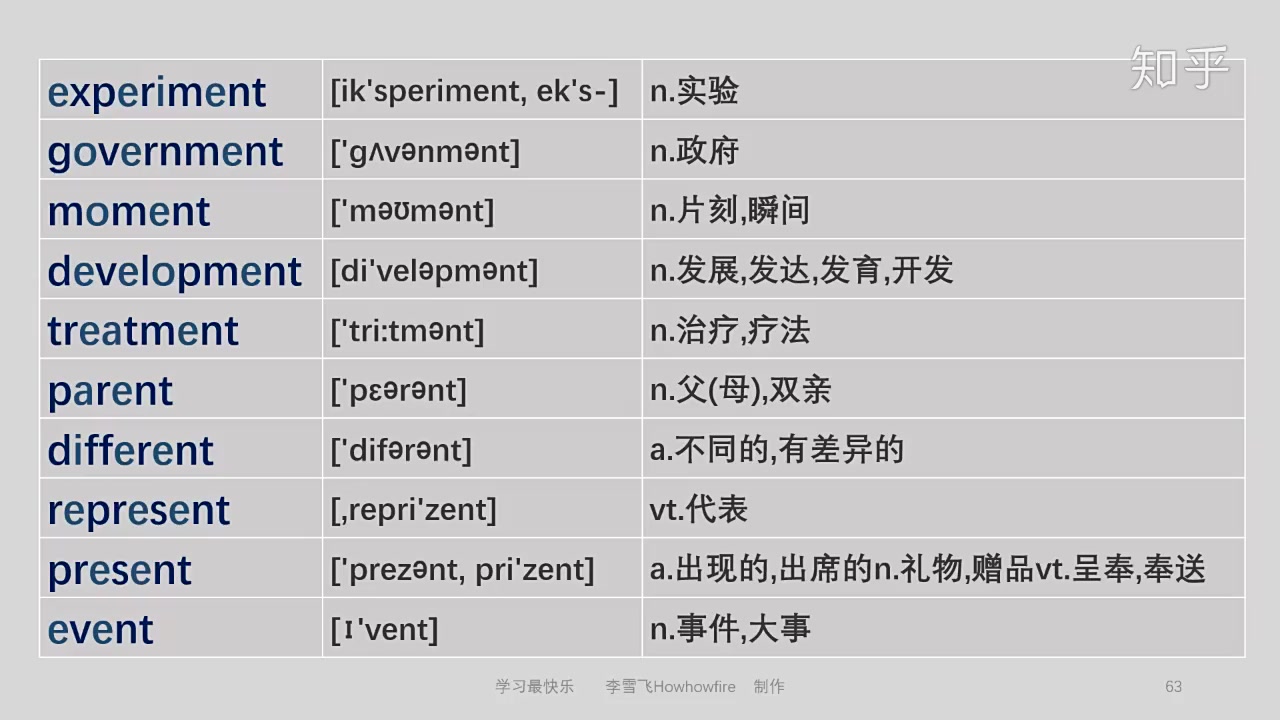 知乎
experiment [ik'speriment, ek's-] n.实验
government ['gʌvənmənt] n.政府
moment ['məʊmənt] n.片刻,瞬间
development [di'veləpmənt] n.发展,发达,发育,开发
treatment ['tri:tmənt] n.治疗,疗法
parent ['pεərənt] n.父(母),双亲
different ['difərənt] a.不同的,有差异的
represent [,repri'zent] vt.代表
present ['prezənt, pri'zent] a.出现的,出席的n.礼物,赠品vt.呈奉,奉送
event [ɪ'vent] n.事件,大事
学习最快乐 李雪飞Howhowfire 制作 63